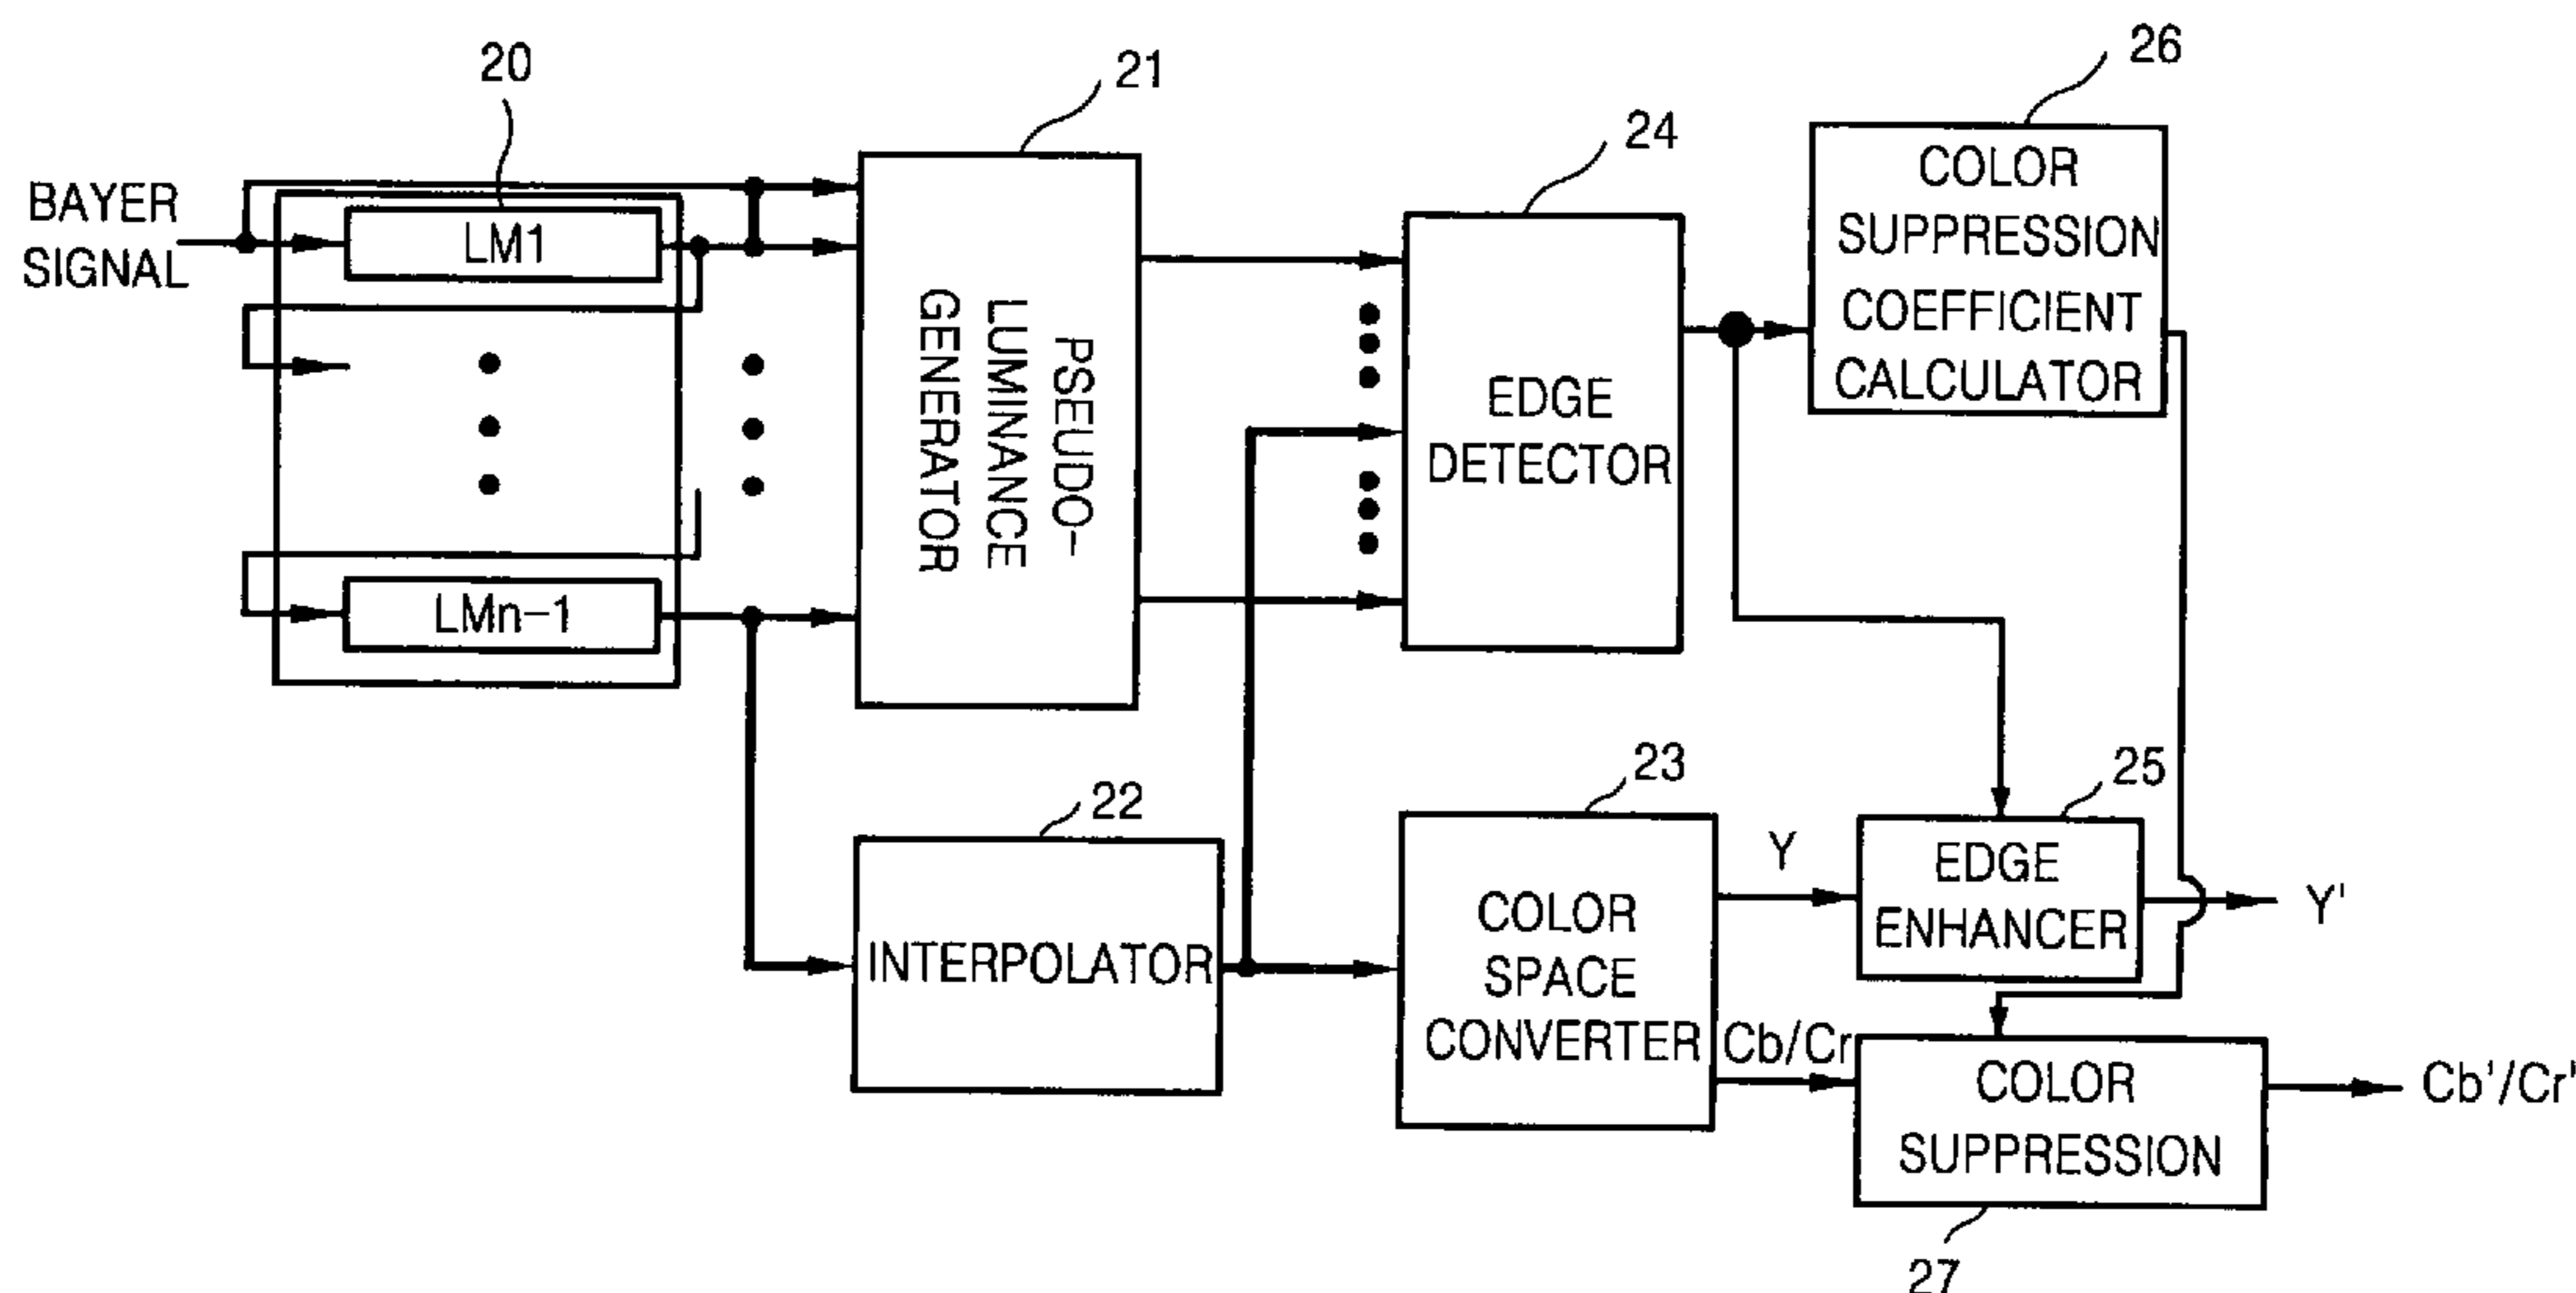 20
21
26
24
BAYER
SIGNAL
LM1
LMn-1
PSEUDO-
LUMINANCE
GENERATOR
EDGE
DETECTOR
COLOR
SUPPRESSION
COEFFICIENT
CALCULATOR
22
INTERPOLATOR
23
COLOR
SPACE
CONVERTER
Y
Cb/Cr
25
EDGE
ENHANCER
Y'
COLOR
SUPPRESSION
Cb'/Cr'
27